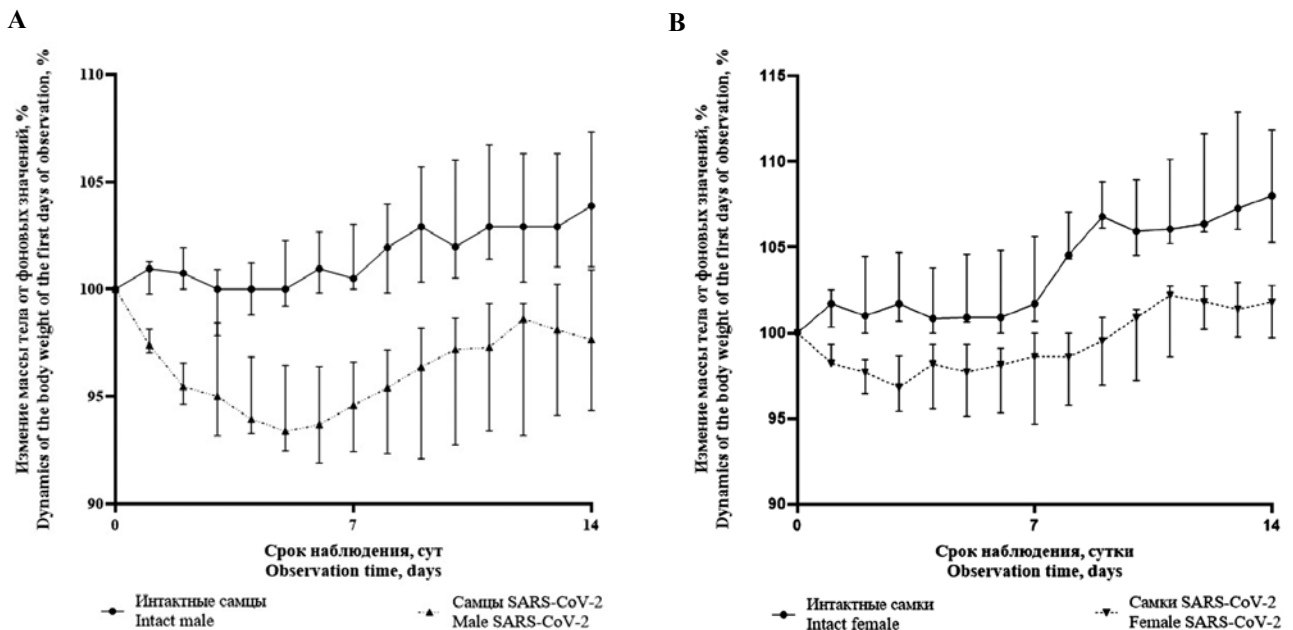 A
Измение массы тела от фоновых значений, %
Dynamics of the body weight of the first days of observation, %
110
105
100
95
90
0
7
14
Срок наблюдения, сут
Observation time, days
Интактные самцы
Intact male
Самцы SARS-CoV-2
Male SARS-CoV-2
B
Измение массы тела от фоновых значений, %
Dynamics of the body weight of the first days of observation, %
115
110
105
100
95
90
0
7
14
Срок наблюдения, сутки
Observation time, days
Интактные самки
Intact female
Самки SARS-CoV-2
Female SARS-CoV-2